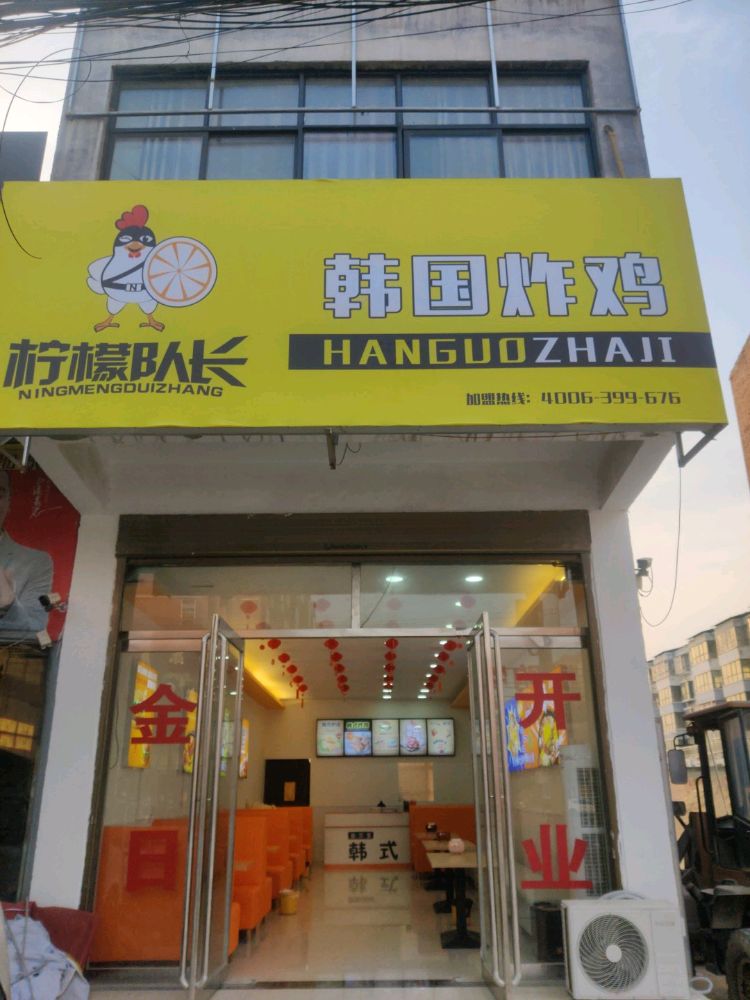 柠檬队长
NINGMENGDUIZHANG
韩国炸鸡
HANGUOZHAJI
加盟热线：4006-399-676
金日
开业
韩式